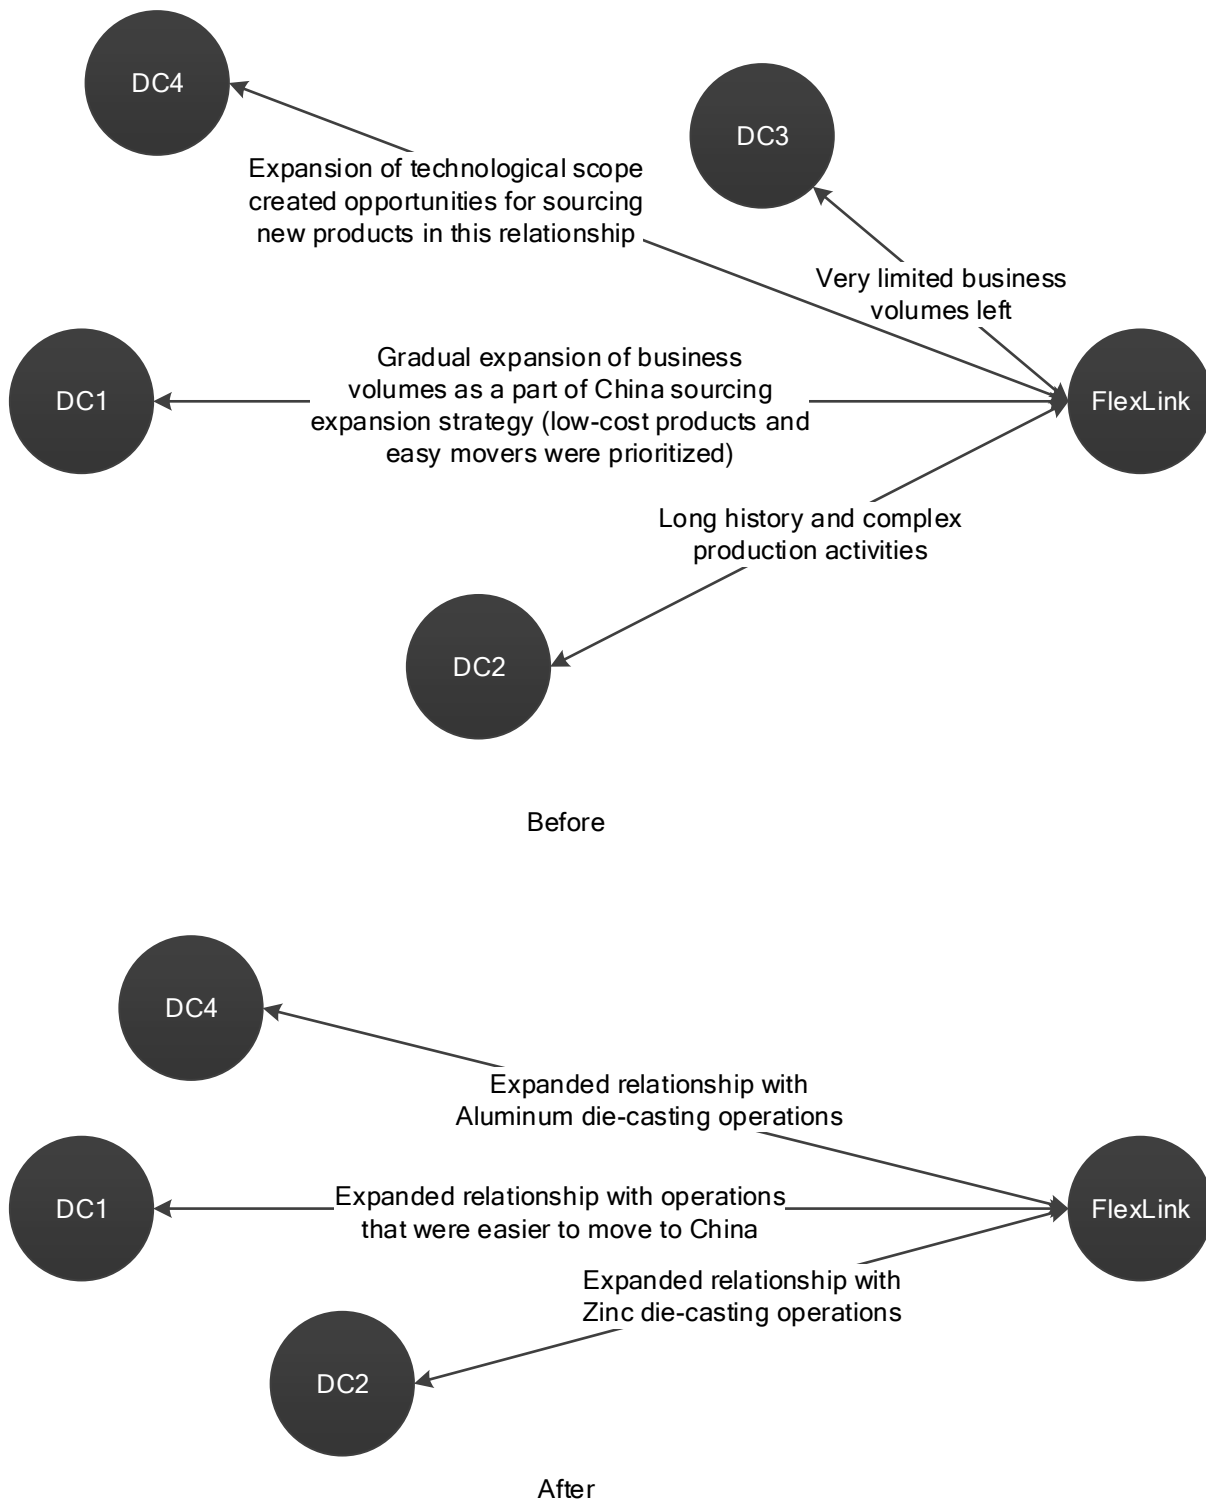 DC4
DC3
Expansion of technological scope
created opportunities for sourcing
new products in this relationship
Very limited business
volumes left
DC1
Gradual expansion of business
volumes as a part of China sourcing
expansion strategy (low-cost products and
easy movers were prioritized)
FlexLink
Long history and complex
production activities
DC2
Before
DC4
Expanded relationship with
Aluminum die-casting operations
DC1
Expanded relationship with operations
that were easier to move to China
FlexLink
Expanded relationship with
Zinc die-casting operations
DC2
After